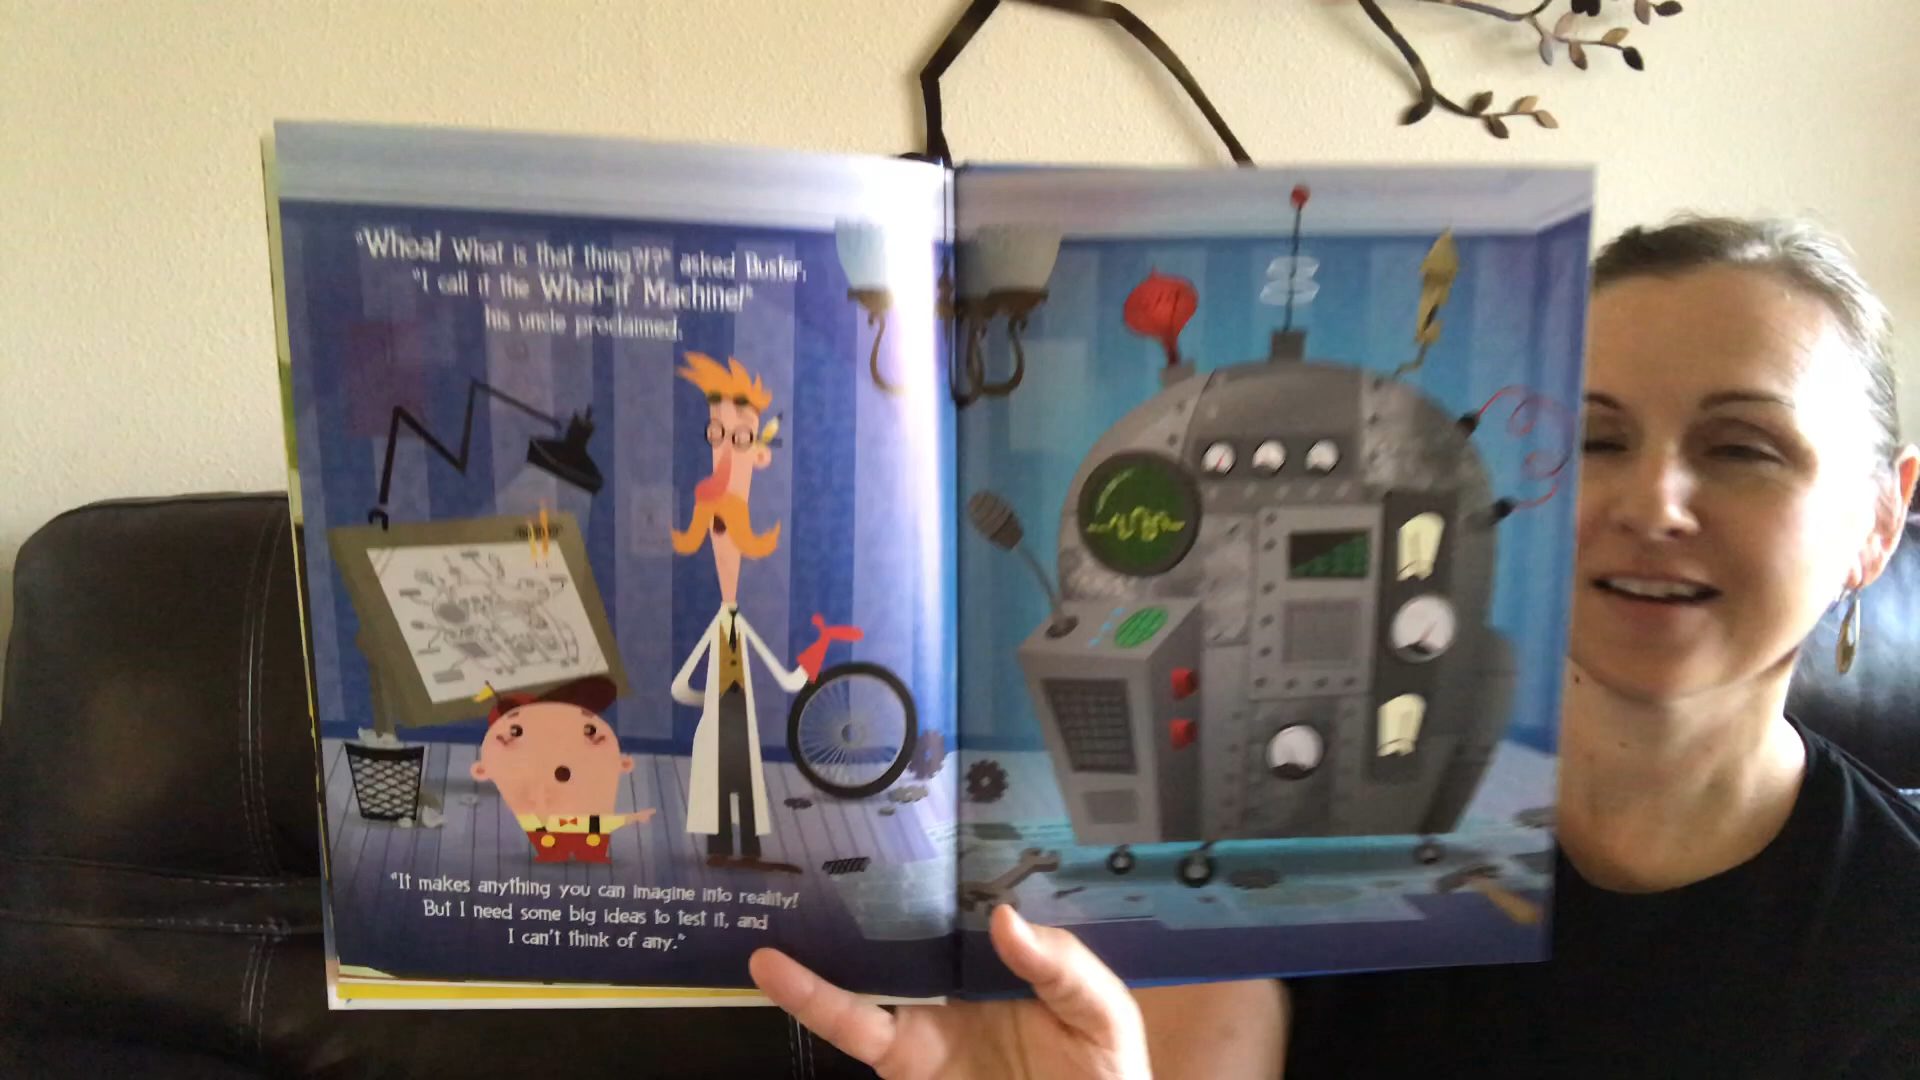 "Whoa! What is that thing?!?" asked Buster.
"I call it the What-if Machine!"
his uncle proclaimed.
"It makes anything you can imagine into reality!
But I need some big ideas to test it, and
I can't think of any."